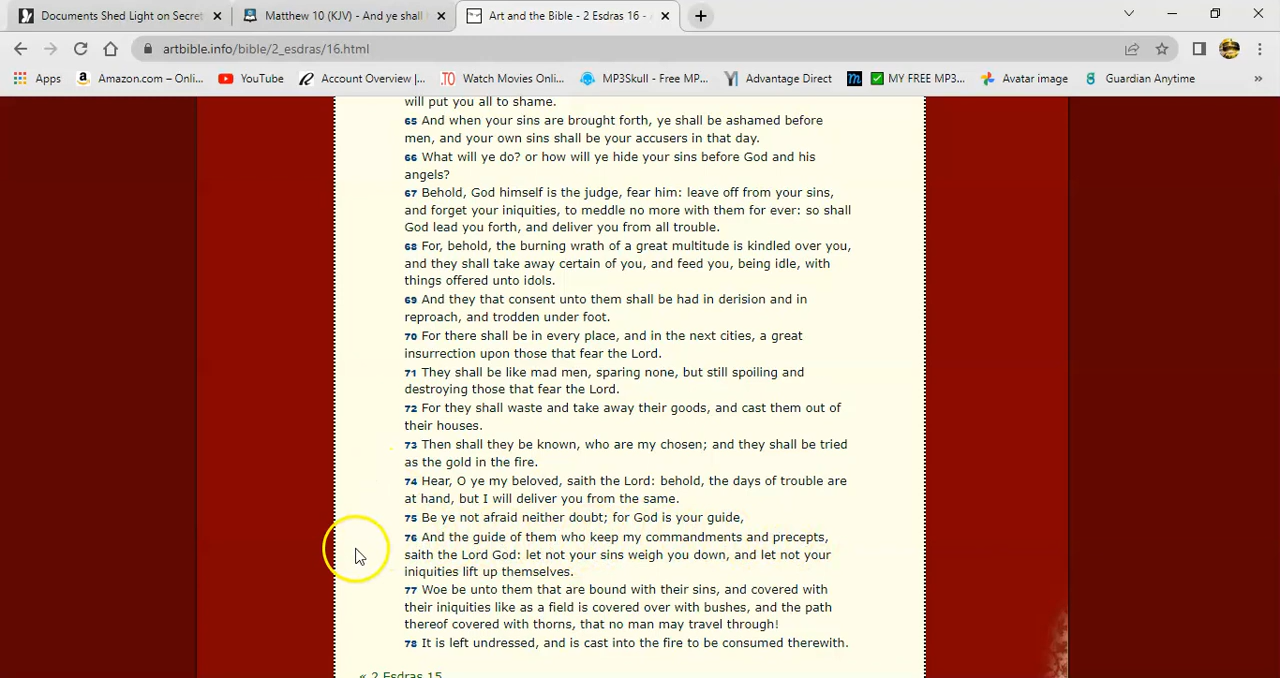 Documents Shed Light on Secret
Matthew 10 (KJV) - And ye shall
Art and the Bible - 2 Esdras 16 -
artbible.info/bible/2_esdras/16.html
Apps
Amazon.com – Onli...
YouTube
Account Overview |...
.TO Watch Movies Onli...
MP3Skull - Free MP...
Advantage Direct
MY FREE MP3...
Avatar image
Guardian Anytime
»
will put you all to shame.
65 And when your sins are brought forth, ye shall be ashamed before
men, and your own sins shall be your accusers in that day.
66 What will ye do? or how will ye hide your sins before God and his
angels?
67 Behold, God himself is the judge, fear him: leave off from your sins,
and forget your iniquities, to meddle no more with them for ever: so shall
God lead you forth, and deliver you from all trouble.
68 For, behold, the burning wrath of a great multitude is kindled over you,
and they shall take away certain of you, and feed you, being idle, with
things offered unto idols.
69 And they that consent unto them shall be had in derision and in
reproach, and trodden under foot.
70 For there shall be in every place, and in the next cities, a great
insurrection upon those that fear the Lord.
71 They shall be like mad men, sparing none, but still spoiling and
destroying those that fear the Lord.
72 For they shall waste and take away their goods, and cast them out of
their houses.
73 Then shall they be known, who are my chosen; and they shall be tried
as the gold in the fire.
74 Hear, O ye my beloved, saith the Lord: behold, the days of trouble are
at hand, but I will deliver you from the same.
75 Be ye not afraid neither doubt; for God is your guide,
76 And the guide of them who keep my commandments and precepts,
saith the Lord God: let not your sins weigh you down, and let not your
iniquities lift up themselves.
77 Woe be unto them that are bound with their sins, and covered with
their iniquities like as a field is covered over with bushes, and the path
thereof covered with thorns, that no man may travel through!
78 It is left undressed, and is cast into the fire to be consumed therewith.
« 2 Esdras 15